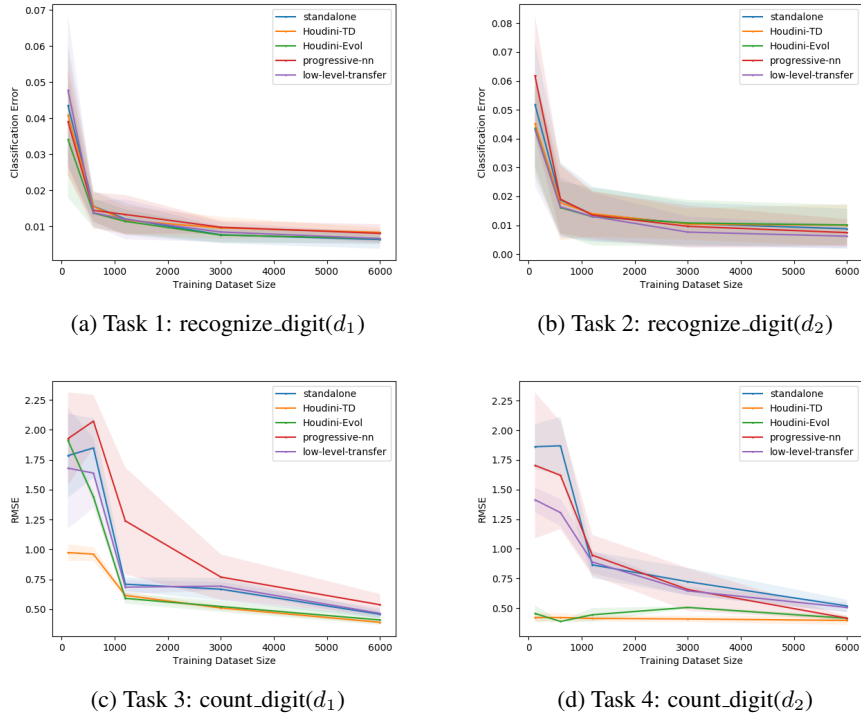 0.07
0.06
0.05
0.04
0.03
0.02
0.01
Classification Error
standalone
Houdini-TD
Houdini-Evol
progressive-nn
low-level-transfer
0 1000 2000 3000 4000 5000 6000
Training Dataset Size
(a) Task 1: recognize_digit(d₁)
0.08
0.07
0.06
0.05
0.04
0.03
0.02
0.01
0.00
Classification Error
standalone
Houdini-TD
Houdini-Evol
progressive-nn
low-level-transfer
0 1000 2000 3000 4000 5000 6000
Training Dataset Size
(b) Task 2: recognize_digit(d₂)
2.25
2.00
1.75
1.50
1.25
1.00
0.75
0.50
RMSE
standalone
Houdini-TD
Houdini-Evol
progressive-nn
low-level-transfer
0 1000 2000 3000 4000 5000 6000
Training Dataset Size
(c) Task 3: count_digit(d₁)
2.25
2.00
1.75
1.50
1.25
1.00
0.75
0.50
RMSE
standalone
Houdini-TD
Houdini-Evol
progressive-nn
low-level-transfer
0 1000 2000 3000 4000 5000 6000
Training Dataset Size
(d) Task 4: count_digit(d₂)